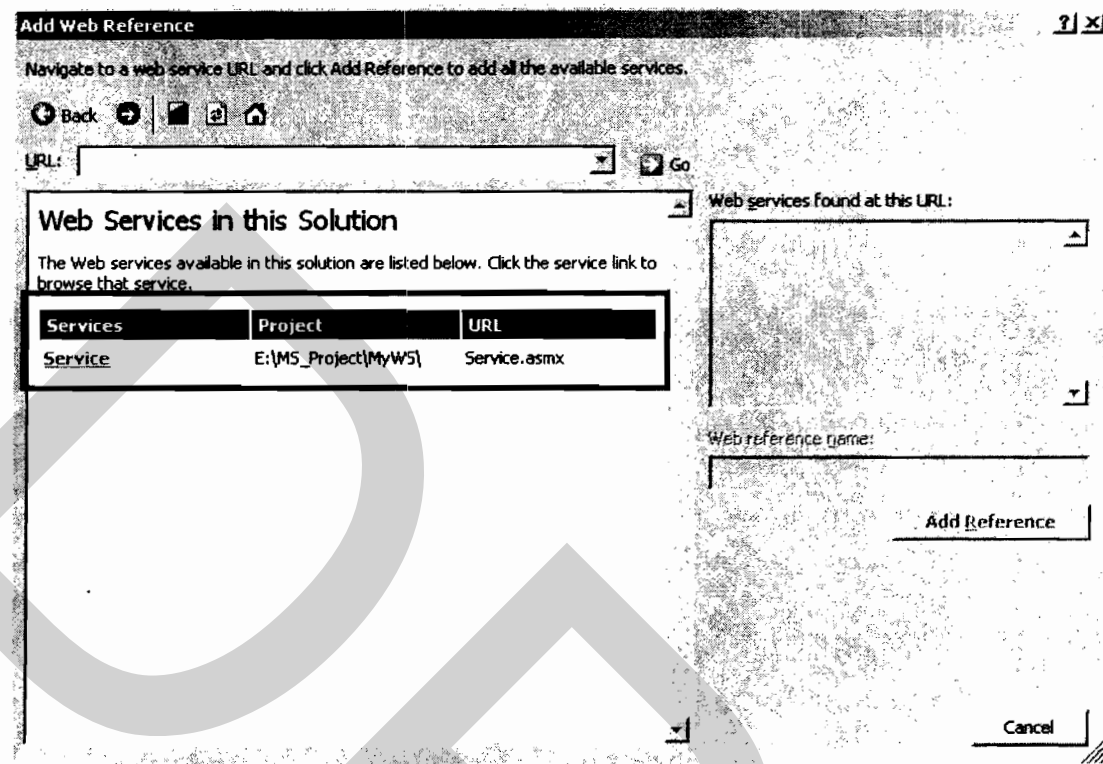 Add Web Reference
Navigate to a web service URL and click Add Reference to add all the available services.
Back
URL:
Go
Web Services in this Solution
The Web services available in this solution are listed below. Click the service link to
browse that service.
Services Project URL
Service E:\MS_Project\MyWS\ Service.asmx
Web services found at this URL:
Web reference name:
Add Reference
Cancel